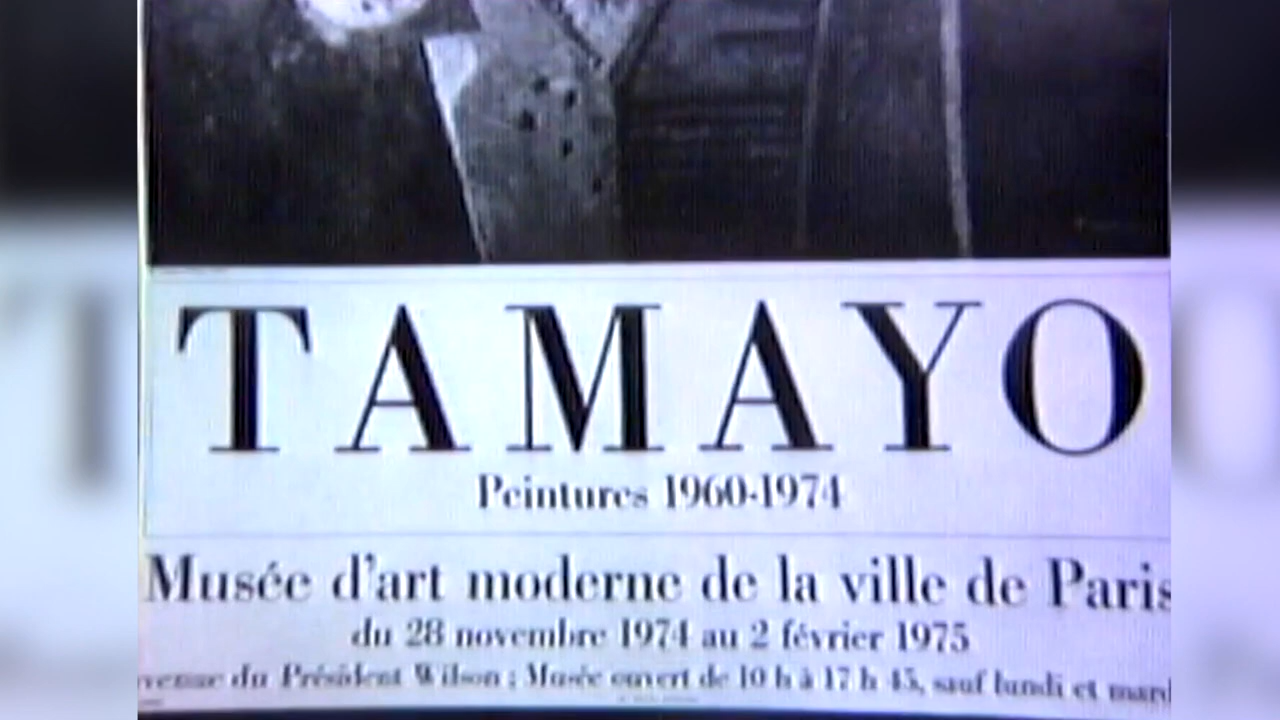 TAMAYO
Peintures 1960-1974
Musée d'art moderne de la ville de Paris
du 28 novembre 1974 au 2 février 1975
du Président Wilson ; Musée ouvert de 10 h à 17 h 45, sauf lundi et